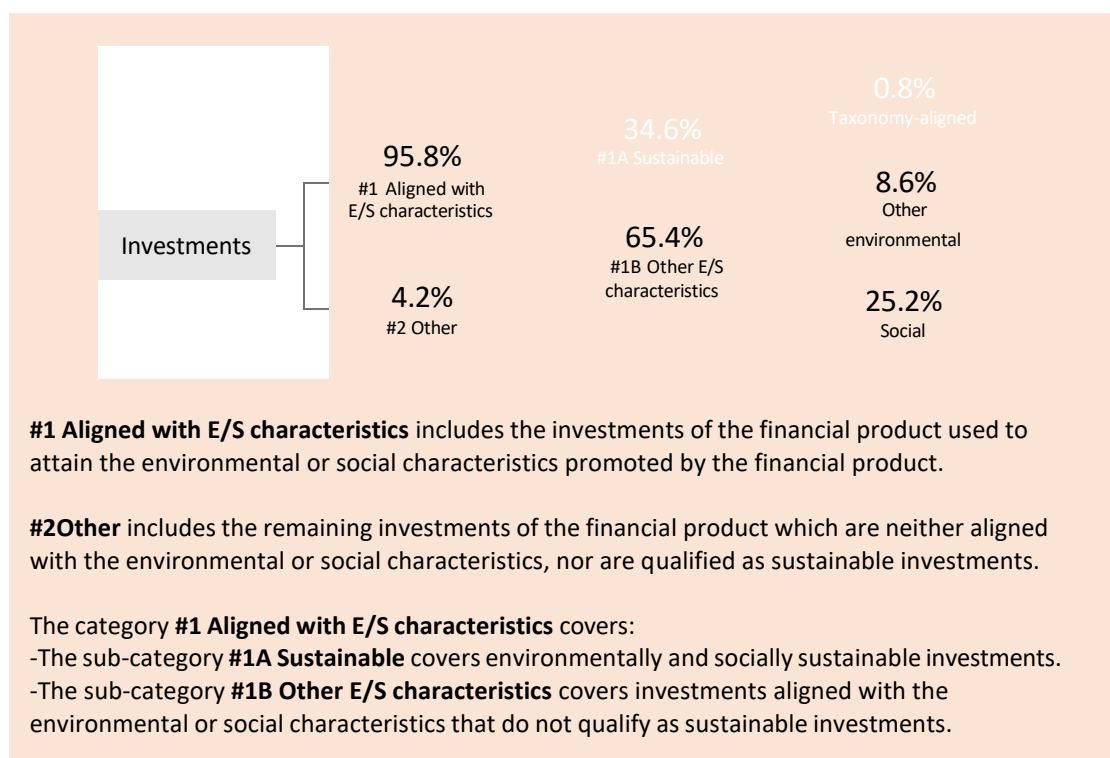 Investments
95.8%
#1 Aligned with
E/S characteristics
4.2%
#2 Other
34.6%
#1A Sustainable
65.4%
#1B Other E/S
characteristics
0.8%
Taxonomy-aligned
8.6%
Other
environmental
25.2%
Social
#1 Aligned with E/S characteristics includes the investments of the financial product used to
attain the environmental or social characteristics promoted by the financial product.
#2Other includes the remaining investments of the financial product which are neither aligned
with the environmental or social characteristics, nor are qualified as sustainable investments.
The category #1 Aligned with E/S characteristics covers:
-The sub-category #1A Sustainable covers environmentally and socially sustainable investments.
-The sub-category #1B Other E/S characteristics covers investments aligned with the
environmental or social characteristics that do not qualify as sustainable investments.